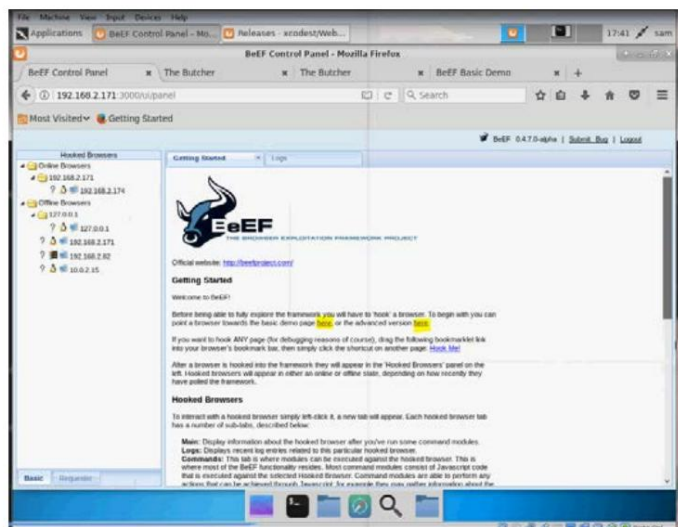 File Machine View Input Devices Help
Applications BeEF Control Panel - Mo... Releases - xcodest/Web... 17:41 sam
BeEF Control Panel - Mozilla Firefox
BeEF Control Panel The Butcher The Butcher BeEF Basic Demo
192.168.2.171:3000/ui/panel Search
Most Visited Getting Started
BeEF 0.4.7.0-alpha | Submit Bug | Logout
Hooked Browsers
Online Browsers
192.168.2.171
? 192.168.2.174
Offline Browsers
127.0.0.1
? 127.0.0.1
? 192.168.2.171
? 192.168.2.82
? 10.0.2.15
Basic Requester
Getting Started Logs
BeEF
THE BROWSER EXPLOITATION FRAMEWORK PROJECT
Official website: http://beefproject.com/
Getting Started
Welcome to BeEF!
Before being able to fully explore the framework you will have to 'hook' a browser. To begin with you can
point a browser towards the basic demo page here, or the advanced version here.
If you want to hook ANY page (for debugging reasons of course), drag the following bookmarklet link
into your browser's bookmark bar, then simply click the shortcut on another page: Hook Me!
After a browser is hooked into the framework they will appear in the 'Hooked Browsers' panel on the
left. Hooked browsers will appear in either an online or offline state, depending on how recently they
have polled the framework.
Hooked Browsers
To interact with a hooked browser simply left-click it, a new tab will appear. Each hooked browser tab
has a number of sub-tabs, described below:
Main: Display information about the hooked browser after you've run some command modules.
Logs: Displays recent log entries related to this particular hooked browser.
Commands: This tab is where modules can be executed against the hooked browser. This is
where most of the BeEF functionality resides. Most command modules consist of Javascript code
that is executed against the selected Hooked Browser. Command modules are able to perform any
actions that can be achieved through Javascript: for example they may gather information about the